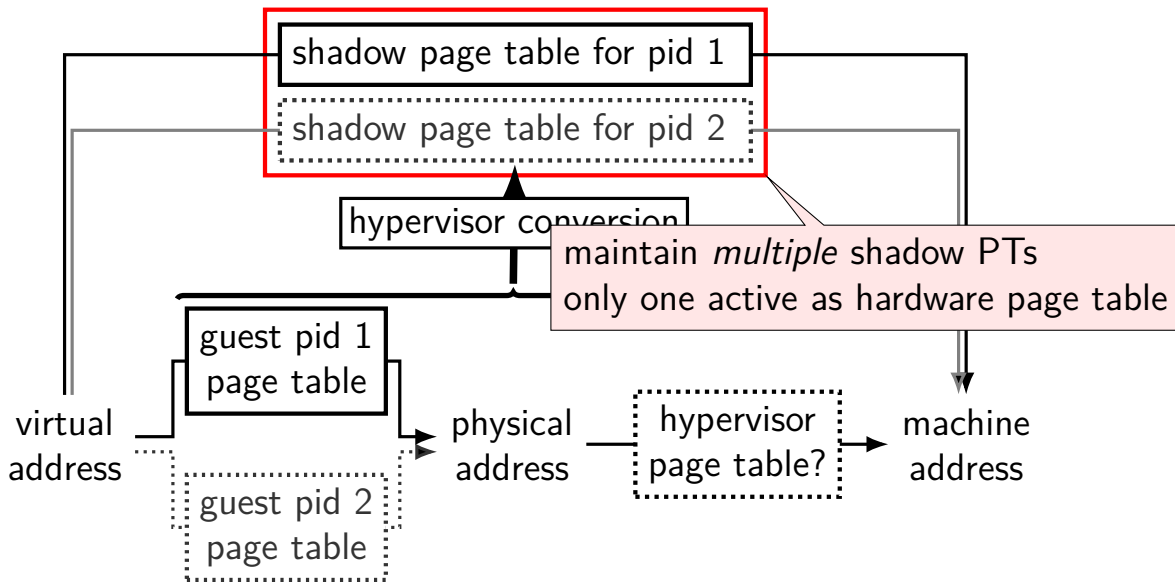 shadow page table for pid 1
shadow page table for pid 2
hypervisor conversion
maintain multiple shadow PTs
only one active as hardware page table
guest pid 1
page table
virtual
address
physical
address
hypervisor
page table?
machine
address
guest pid 2
page table